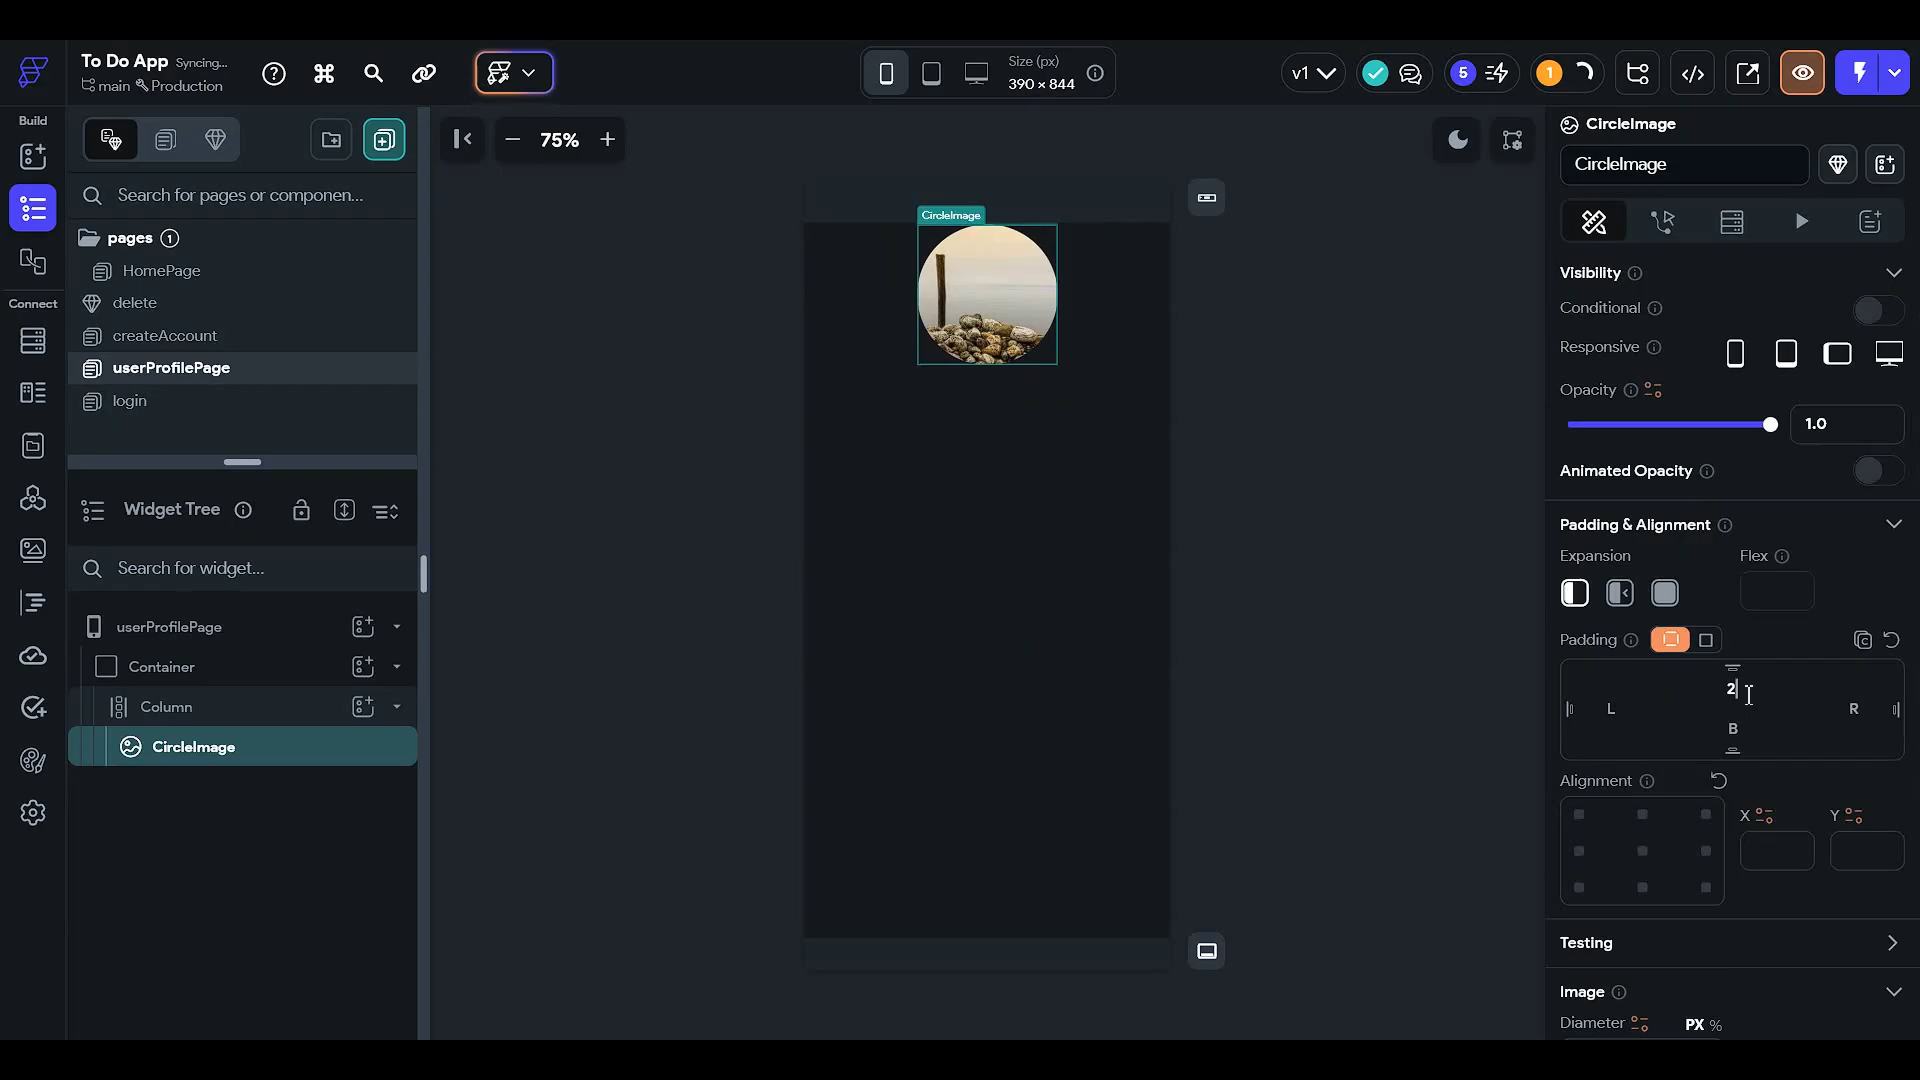 To Do App Syncing...
main Production
Size (px)
390 × 844
v1
5
1
Build
75%
CircleImage
CircleImage
Search for pages or componen...
pages 1
HomePage
delete
createAccount
userProfilePage
login
Connect
CircleImage
Visibility
Conditional
Responsive
Opacity
1.0
Animated Opacity
Widget Tree
Search for widget...
userProfilePage
Container
Column
CircleImage
Padding & Alignment
Expansion Flex
Padding
2
L R
B
Alignment
X Y
Testing
Image
Diameter PX %